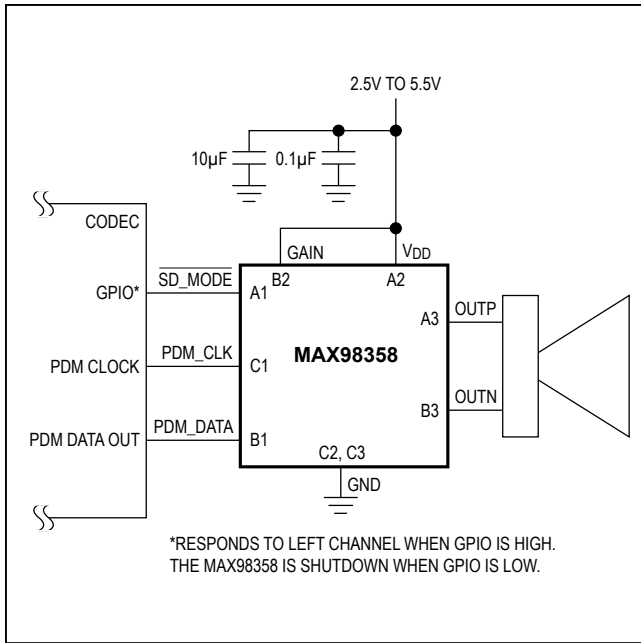 2.5V TO 5.5V
10µF
0.1µF
CODEC
GAIN
VDD
SD_MODE
B2
A2
GPIO*
A1
A3
OUTP
MAX98358
PDM CLOCK
PDM_CLK
C1
OUTN
B3
PDM DATA OUT
PDM_DATA
B1
C2, C3
GND
*RESPONDS TO LEFT CHANNEL WHEN GPIO IS HIGH.
THE MAX98358 IS SHUTDOWN WHEN GPIO IS LOW.